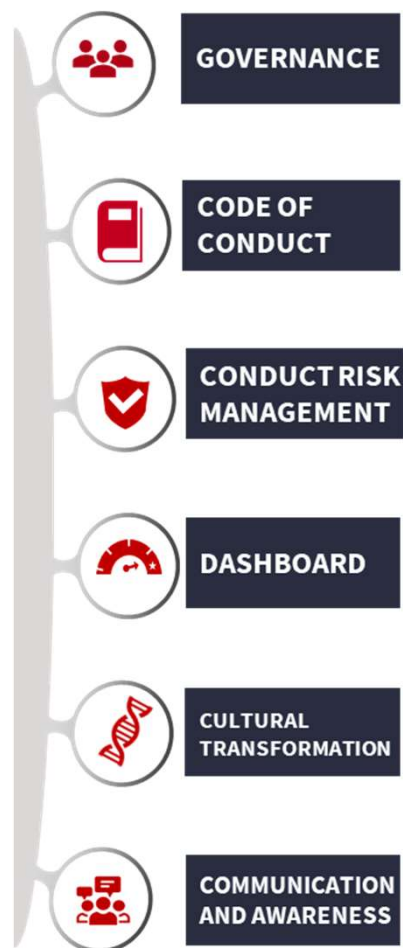 GOVERNANCE
CODE OF
CONDUCT
CONDUCT RISK
MANAGEMENT
DASHBOARD
CULTURAL
TRANSFORMATION
COMMUNICATION
AND AWARENESS